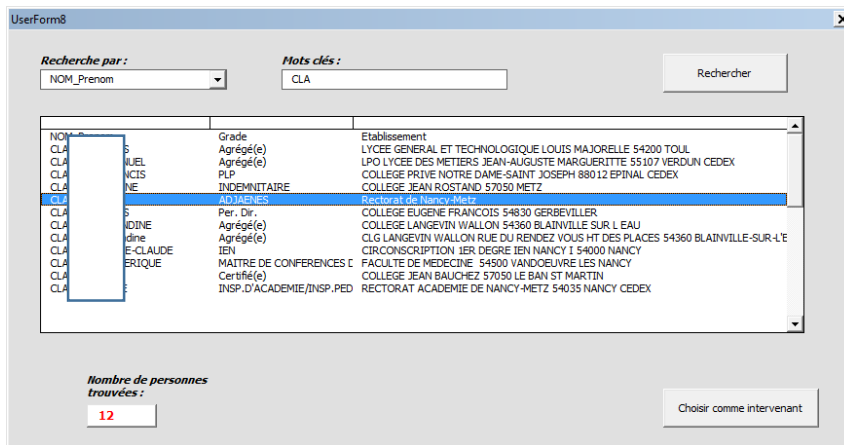 UserForm8
Recherche par :
Mots clés :
NOM_Prenom
CLA
Rechercher
NOM Grade Etablissement
CLA S Agrégé(e) LYCEE GENERAL ET TECHNOLOGIQUE LOUIS MAJORELLE 54200 TOUL
CLA NUEL Agrégé(e) LPO LYCEE DES METIERS JEAN-AUGUSTE MARGUERITTE 55107 VERDUN CEDEX
CLA NCIS PLP COLLEGE PRIVE NOTRE DAME-SAINT JOSEPH 88012 EPINAL CEDEX
CLA NE INDEMNITAIRE COLLEGE JEAN ROSTAND 57050 METZ
CLA ADJAENES Rectorat de Nancy-Metz
CLA S Per. Dir. COLLEGE EUGENE FRANCOIS 54830 GERBEVILLER
CLA NDINE Agrégé(e) COLLEGE LANGEVIN WALLON 54360 BLAINVILLE SUR L EAU
CLA ndine Agrégé(e) CLG LANGEVIN WALLON RUE DU RENDEZ VOUS HT DES PLACES 54360 BLAINVILLE-SUR-L'E
CLA E-CLAUDE IEN CIRCONSCRIPTION 1ER DEGRE IEN NANCY I 54000 NANCY
CLA ERIQUE MAITRE DE CONFERENCES D FACULTE DE MEDECINE 54500 VANDOEUVRE LES NANCY
CLA Certifié(e) COLLEGE JEAN BAUCHEZ 57050 LE BAN ST MARTIN
CLA E INSP.D'ACADEMIE/INSP.PED RECTORAT ACADEMIE DE NANCY-METZ 54035 NANCY CEDEX
Nombre de personnes
trouvées :
12
Choisir comme intervenant